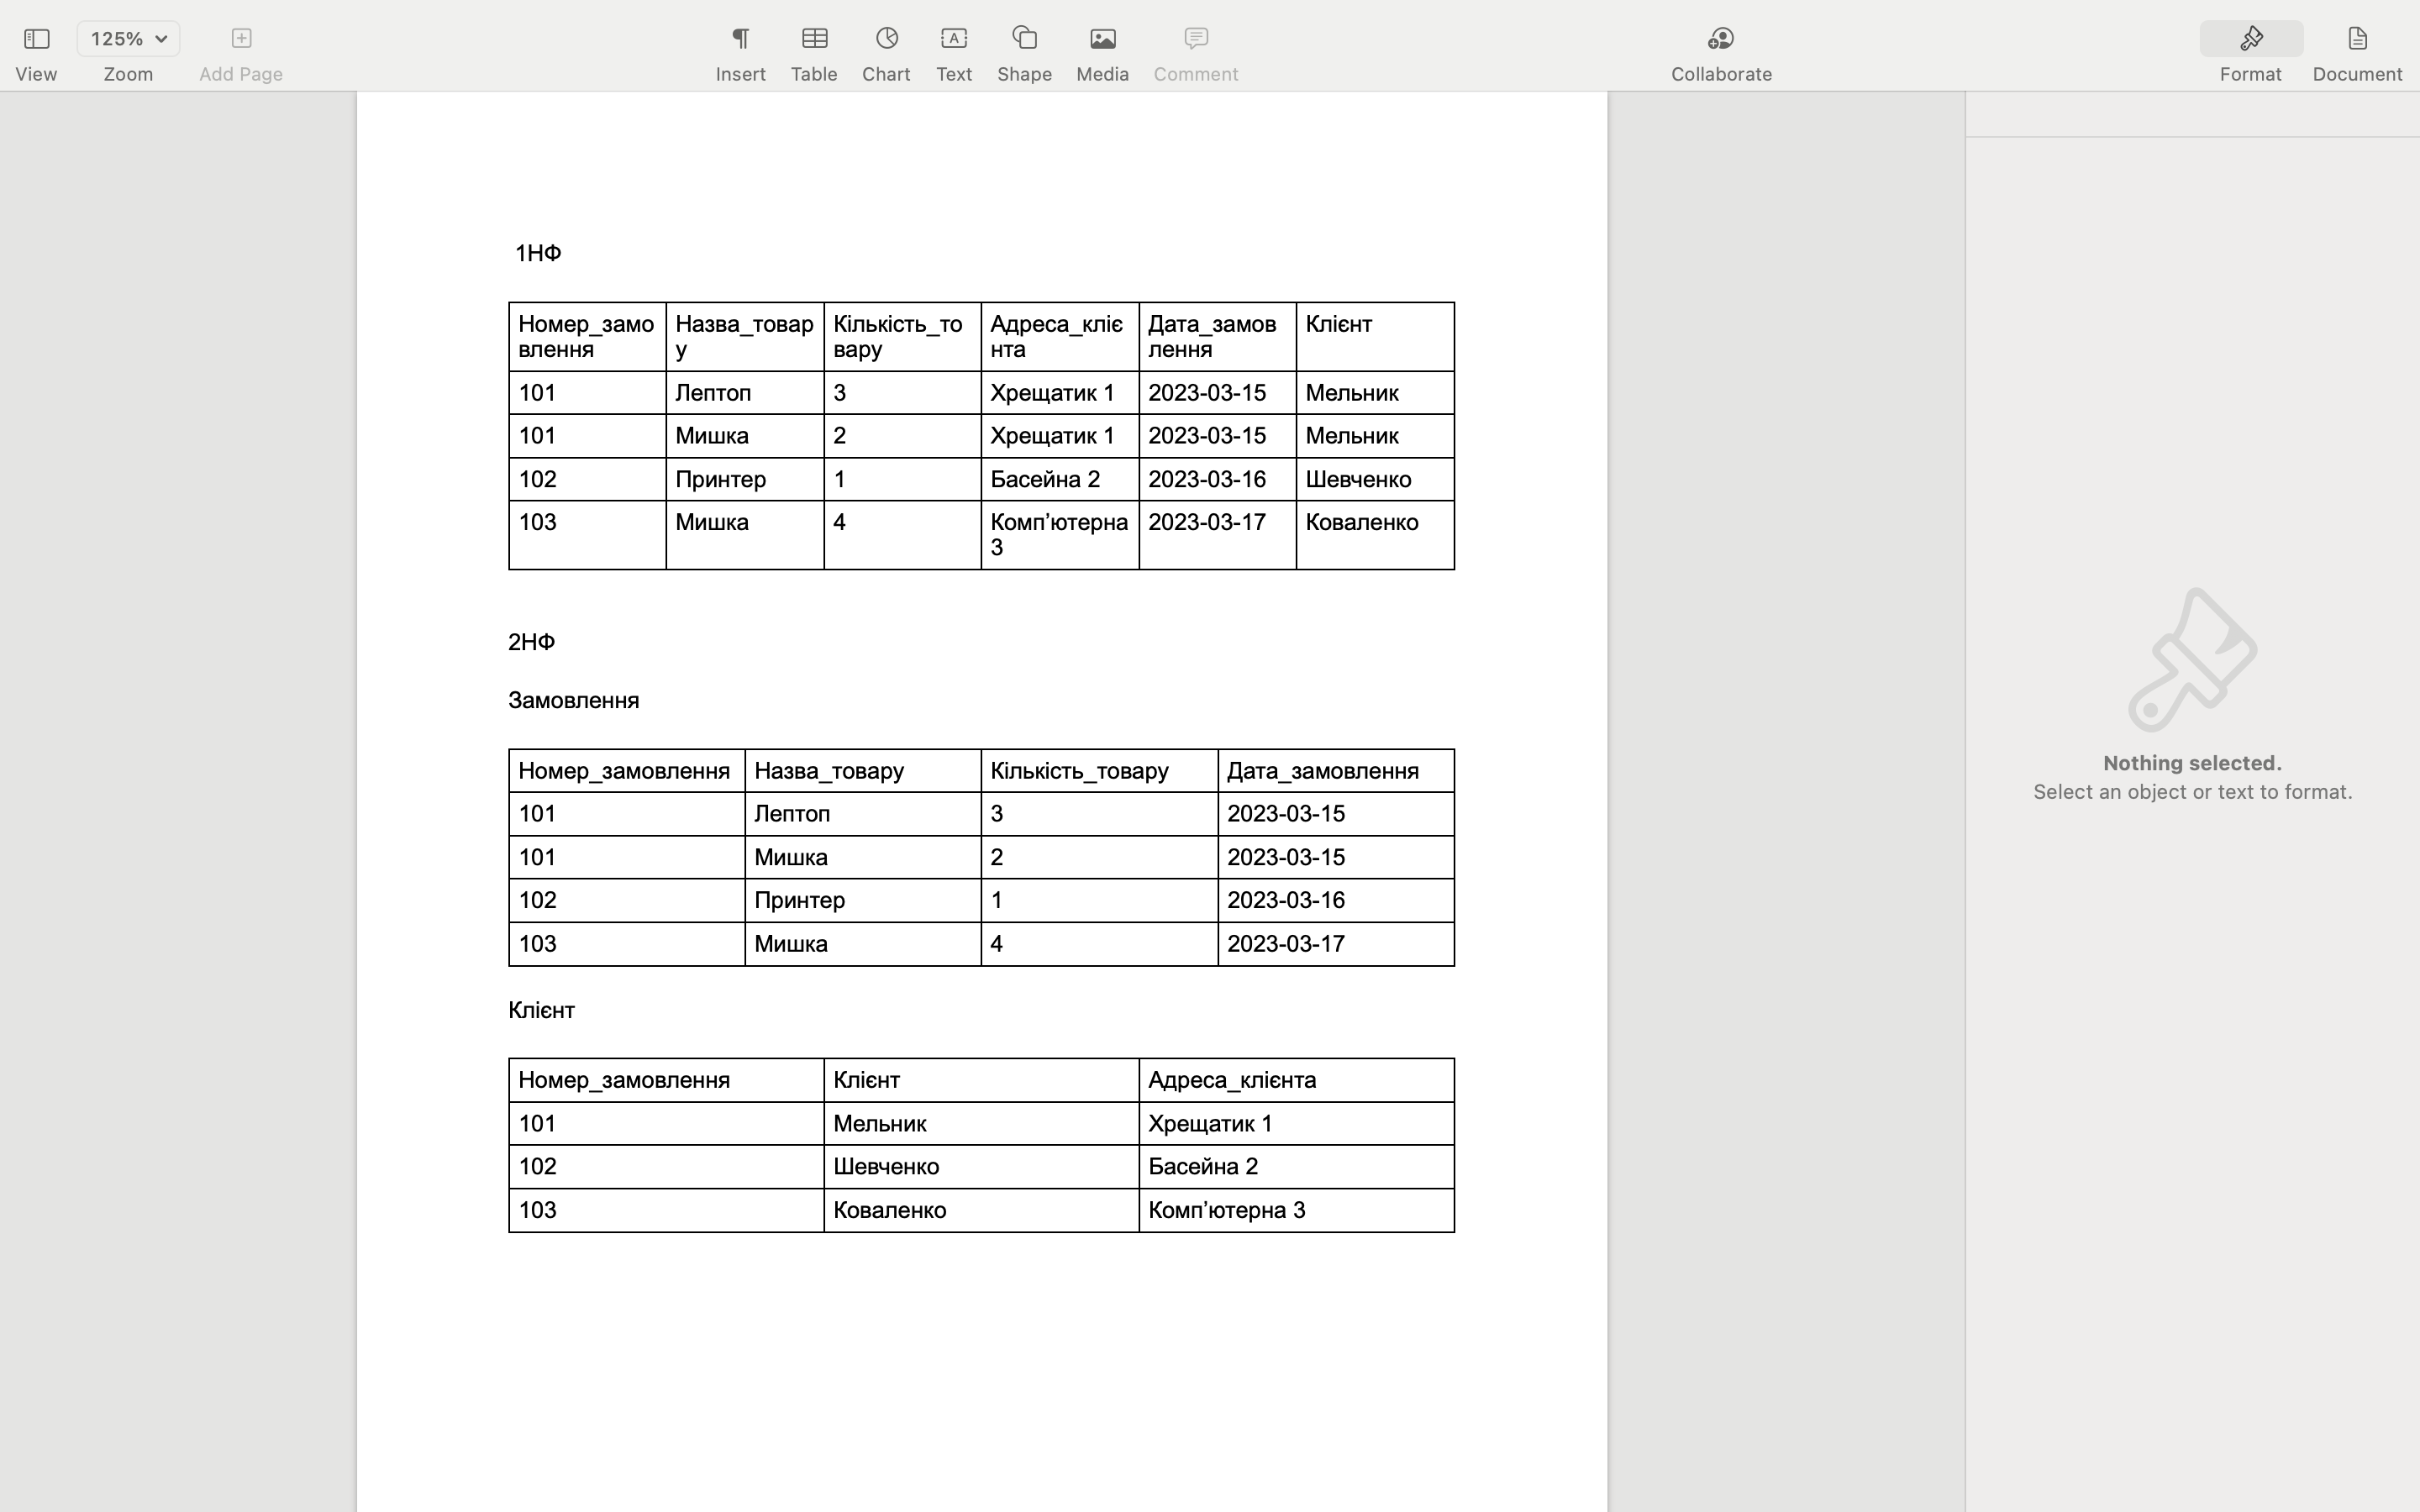 125%
View
Zoom
Add Page
Insert
Table
Chart
Text
Shape
Media
Comment
Collaborate
Format
Document
1НФ
Номер_замовлення Назва_товару Кількість_товару Адреса_клієнта Дата_замовлення Клієнт
101 Лептоп 3 Хрещатик 1 2023-03-15 Мельник
101 Мишка 2 Хрещатик 1 2023-03-15 Мельник
102 Принтер 1 Басейна 2 2023-03-16 Шевченко
103 Мишка 4 Комп’ютерна 3 2023-03-17 Коваленко
2НФ
Замовлення
Номер_замовлення Назва_товару Кількість_товару Дата_замовлення
101 Лептоп 3 2023-03-15
101 Мишка 2 2023-03-15
102 Принтер 1 2023-03-16
103 Мишка 4 2023-03-17
Клієнт
Номер_замовлення Клієнт Адреса_клієнта
101 Мельник Хрещатик 1
102 Шевченко Басейна 2
103 Коваленко Комп’ютерна 3
Nothing selected.
Select an object or text to format.